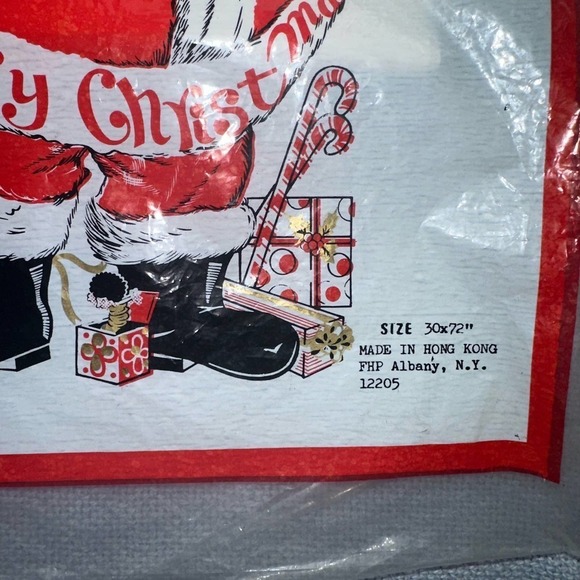 y Christma
SIZE 30x72"
MADE IN HONG KONG
FHP Albany, N.Y.
12205